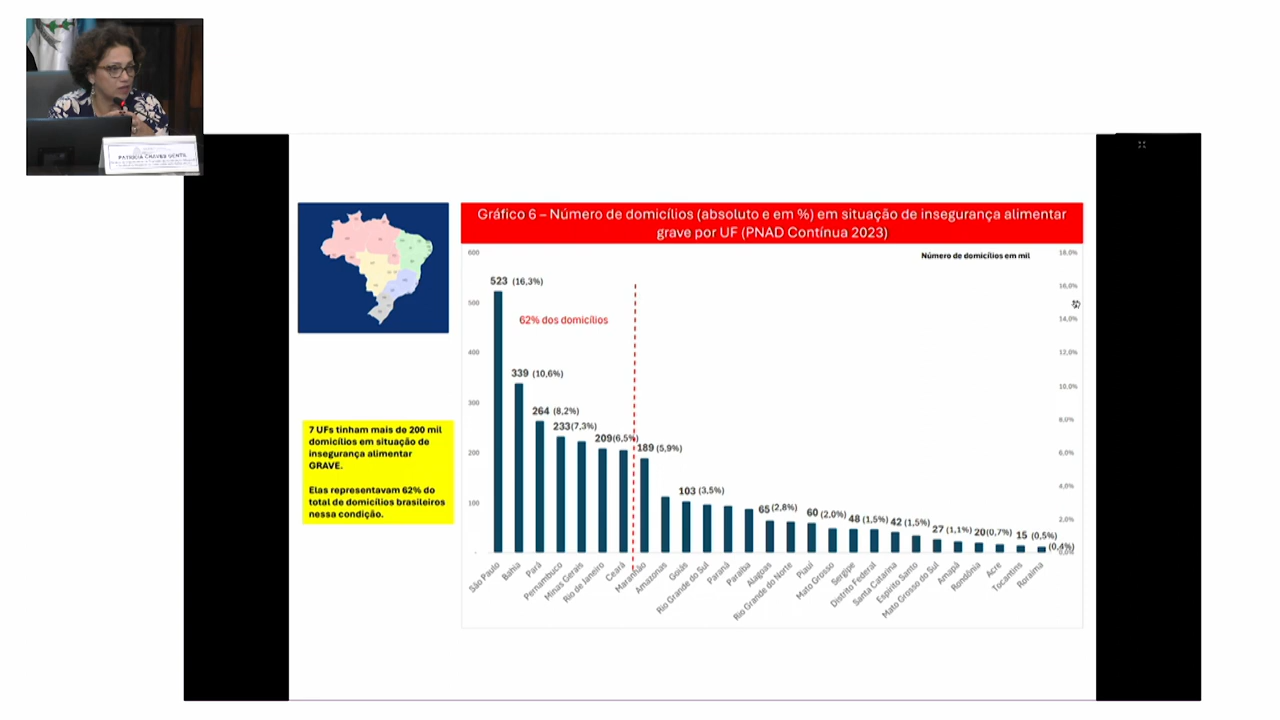 PATRICIA CHAVES GENTIL
Gráfico 6 – Número de domicílios (absoluto e em %) em situação de insegurança alimentar
grave por UF (PNAD Contínua 2023)
Número de domicílios em mil
600
500
400
300
200
100
-
18,0%
16,0%
14,0%
12,0%
10,0%
8,0%
6,0%
4,0%
2,0%
0,0%
523 (16,3%)
62% dos domicílios
339 (10,6%)
264 (8,2%)
233(7,3%)
209(6,5%)
189 (5,9%)
103 (3,5%)
65(2,8%)
60 (2,0%)
48 (1,5%)
42 (1,5%)
27 (1,1%)
20(0,7%)
15 (0,5%)
(0,4%)
São Paulo
Bahia
Pará
Pernambuco
Minas Gerais
Rio de Janeiro
Ceará
Maranhão
Amazonas
Goiás
Rio Grande do Sul
Paraná
Paraíba
Alagoas
Rio Grande do Norte
Piauí
Mato Grosso
Sergipe
Distrito Federal
Santa Catarina
Espírito Santo
Mato Grosso do Sul
Amapá
Rondônia
Acre
Tocantins
Roraima
7 UFs tinham mais de 200 mil
domicílios em situação de
insegurança alimentar
GRAVE.
Elas representavam 62% do
total de domicílios brasileiros
nessa condição.